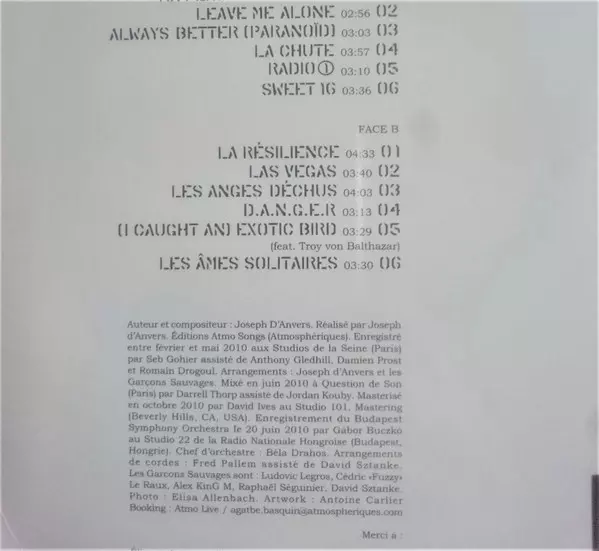 LEAVE ME ALONE 02:56 02
ALWAYS BETTER (PARANOÏD) 03:03 03
LA CHUTE 03:57 04
RADIO① 03:10 05
SWEET 16 03:36 06
FACE B
LA RÉSILIENCE 04:33 01
LAS VEGAS 03:40 02
LES ANGES DÉCHUS 04:03 03
D.A.N.G.E.R 03:13 04
(I CAUGHT AN) EXOTIC BIRD 03:29 05
(feat. Troy von Balthazar)
LES ÂMES SOLITAIRES 03:30 06
Auteur et compositeur : Joseph D'Anvers. Réalisé par Joseph
d'Anvers. Éditions Atmo Songs (Atmosphériques). Enregistré
entre février et mai 2010 aux Studios de la Seine (Paris)
par Seb Gohier assisté de Anthony Gledhill, Damien Prost
et Romain Drogoul. Arrangements : Joseph d'Anvers et les
Garçons Sauvages. Mixé en juin 2010 à Question de Son
(Paris) par Darrell Thorp assisté de Jordan Kouby. Masterisé
en octobre 2010 par David Ives au Studio 101, Mastering
(Beverly Hills, CA, USA). Enregistrement du Budapest
Symphony Orchestra le 20 juin 2010 par Gábor Buczko
au Studio 22 de la Radio Nationale Hongroise (Budapest,
Hongrie). Chef d'orchestre : Béla Drahos. Arrangements
de cordes : Fred Pallem assisté de David Sztanke.
Les Garcons Sauvages sont : Ludovic Legros, Cédric «Fuzzy»
Le Raux, Alex KinG M, Raphaël Séguinier, David Sztanke.
Photo : Elisa Allenbach. Artwork : Antoine Carlier
Booking : Atmo Live / agatbe.basquin@atmospheriques.com
Merci à :